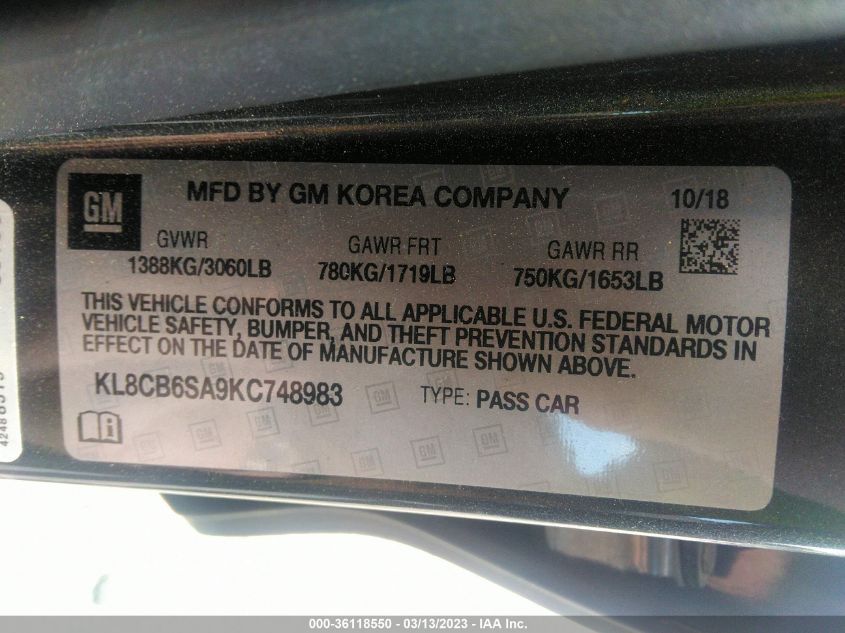 GM
MFD BY GM KOREA COMPANY
10/18
GVWR
GAWR FRT
GAWR RR
1388KG/3060LB
780KG/1719LB
750KG/1653LB
THIS VEHICLE CONFORMS TO ALL APPLICABLE U.S. FEDERAL MOTOR
VEHICLE SAFETY, BUMPER, AND THEFT PREVENTION STANDARDS IN
EFFECT ON THE DATE OF MANUFACTURE SHOWN ABOVE.
KL8CB6SA9KC748983
TYPE: PASS CAR
000-36118550 - 03/13/2023 - IAA Inc.